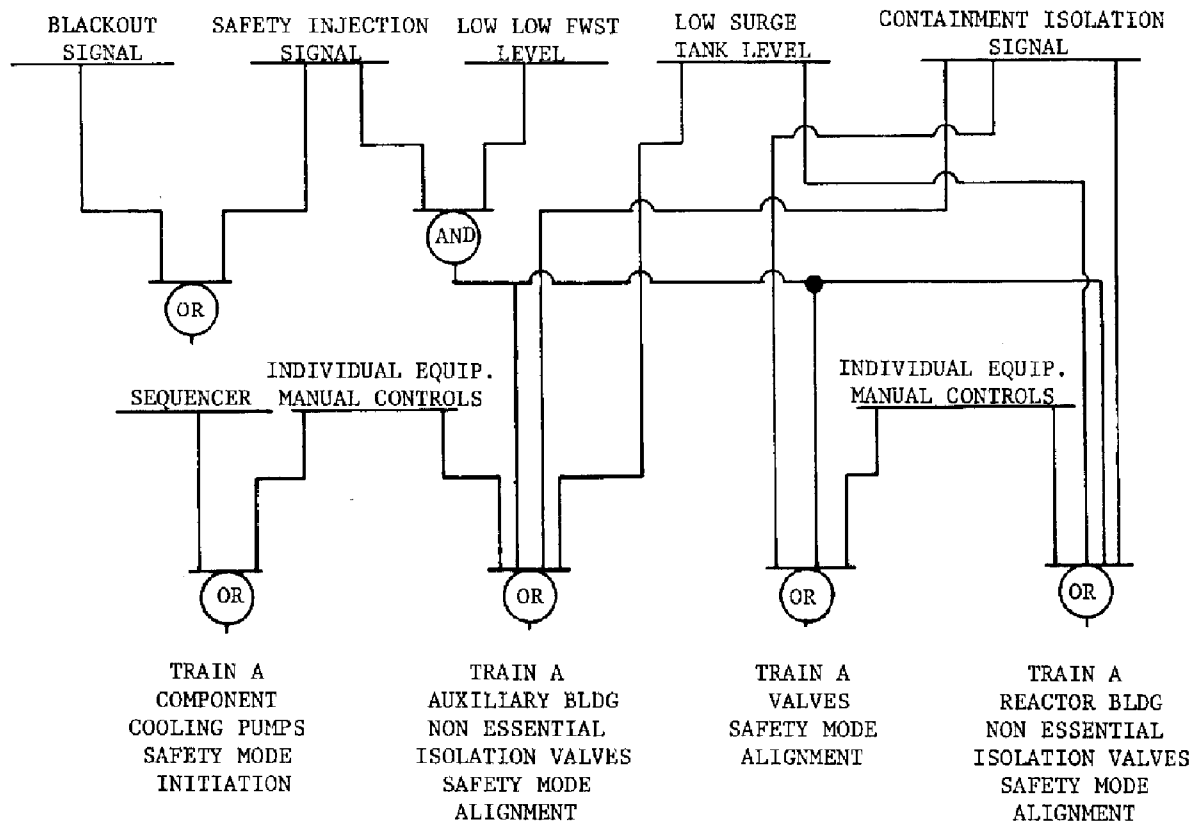 BLACKOUT
SIGNAL
SAFETY INJECTION
SIGNAL
LOW LOW FWST
LEVEL
LOW SURGE
TANK LEVEL
CONTAINMENT ISOLATION
SIGNAL
AND
OR
SEQUENCER
INDIVIDUAL EQUIP.
MANUAL CONTROLS
INDIVIDUAL EQUIP.
MANUAL CONTROLS
OR
OR
OR
OR
TRAIN A
COMPONENT
COOLING PUMPS
SAFETY MODE
INITIATION
TRAIN A
AUXILIARY BLDG
NON ESSENTIAL
ISOLATION VALVES
SAFETY MODE
ALIGNMENT
TRAIN A
VALVES
SAFETY MODE
ALIGNMENT
TRAIN A
REACTOR BLDG
NON ESSENTIAL
ISOLATION VALVES
SAFETY MODE
ALIGNMENT